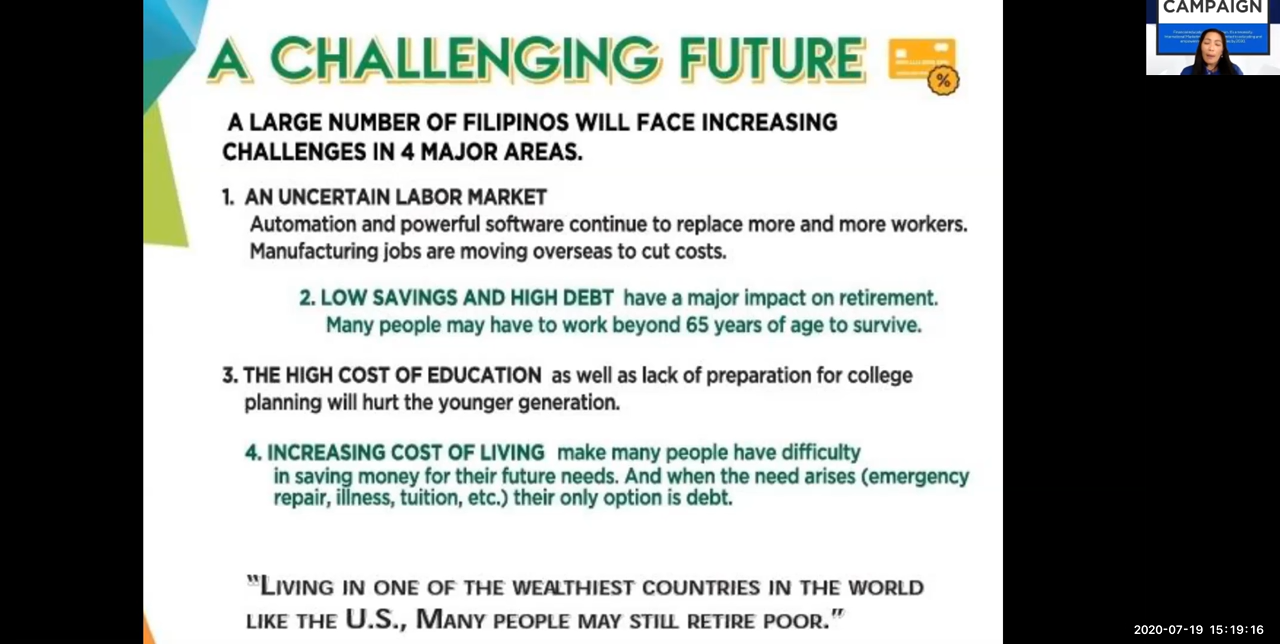 CAMPAIGN
A CHALLENGING FUTURE
%
A LARGE NUMBER OF FILIPINOS WILL FACE INCREASING
CHALLENGES IN 4 MAJOR AREAS.
1. AN UNCERTAIN LABOR MARKET
Automation and powerful software continue to replace more and more workers.
Manufacturing jobs are moving overseas to cut costs.
2. LOW SAVINGS AND HIGH DEBT have a major impact on retirement.
Many people may have to work beyond 65 years of age to survive.
3. THE HIGH COST OF EDUCATION as well as lack of preparation for college
planning will hurt the younger generation.
4. INCREASING COST OF LIVING make many people have difficulty
in saving money for their future needs. And when the need arises (emergency
repair, illness, tuition, etc.) their only option is debt.
"LIVING IN ONE OF THE WEALTHIEST COUNTRIES IN THE WORLD
LIKE THE U.S., MANY PEOPLE MAY STILL RETIRE POOR."
2020-07-19 15:19:16